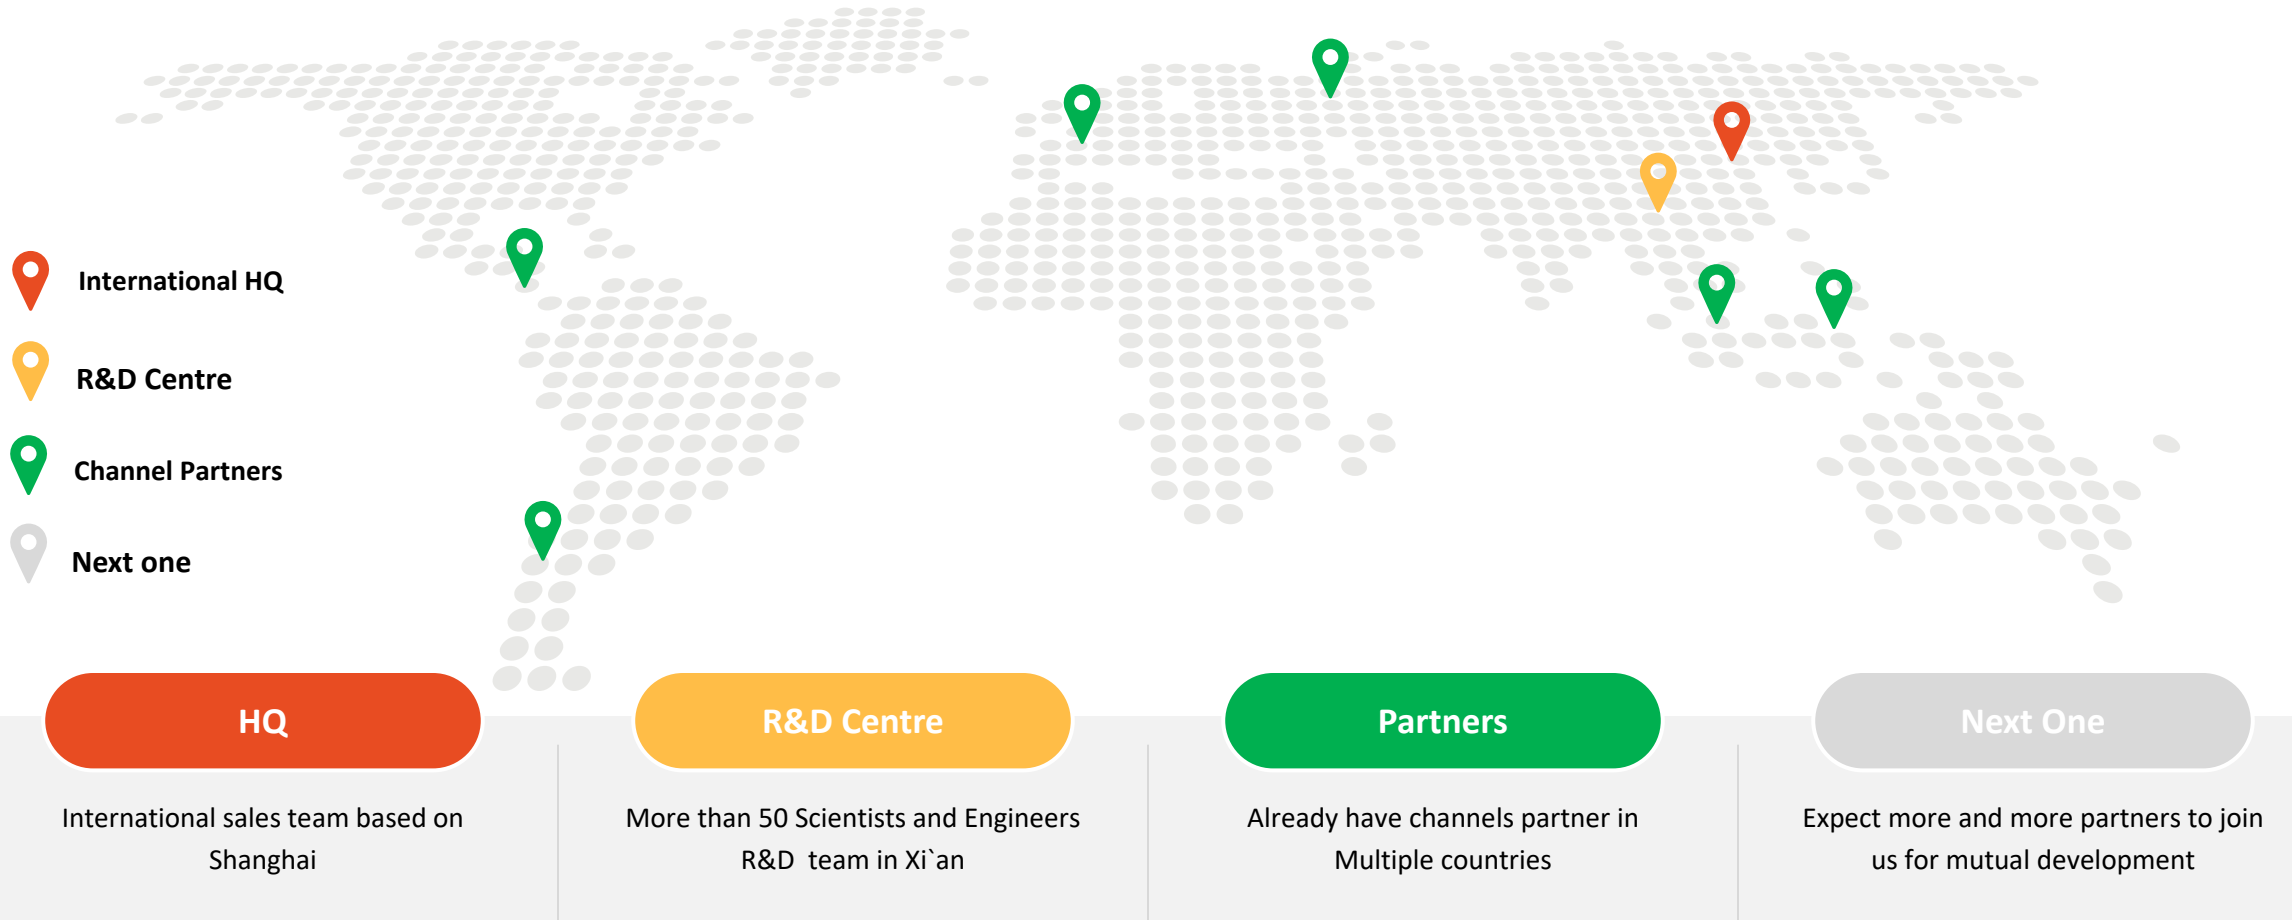 International HQ
R&D Centre
Channel Partners
Next one
HQ
International sales team based on
Shanghai
R&D Centre
More than 50 Scientists and Engineers
R&D  team in Xi`an
Partners
Already have channels partner in
Multiple countries
Next One
Expect more and more partners to join
us for mutual development